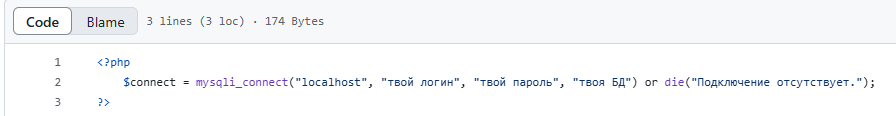 Code Blame 3 lines (3 loc) · 174 Bytes
1 <?php
2 $connect = mysqli_connect("localhost", "твой логин", "твой пароль", "твоя БД") or die("Подключение отсутствует.");
3 ?>